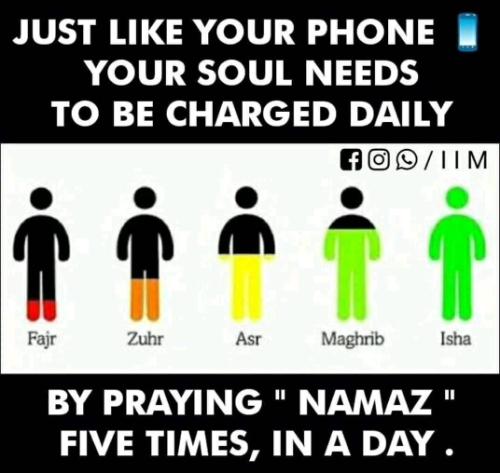 JUST LIKE YOUR PHONE
YOUR SOUL NEEDS
TO BE CHARGED DAILY
/IIM
Fajr Zuhr Asr Maghrib Isha
BY PRAYING " NAMAZ "
FIVE TIMES, IN A DAY .